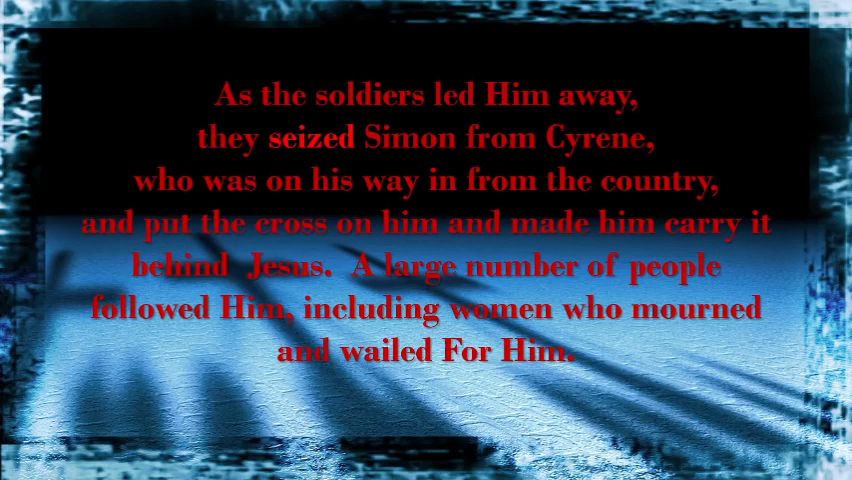 As the soldiers led Him away,
they seized Simon from Cyrene,
who was on his way in from the country,
and put the cross on him and made him carry it
behind Jesus. A large number of people
followed Him, including women who mourned
and wailed For Him.